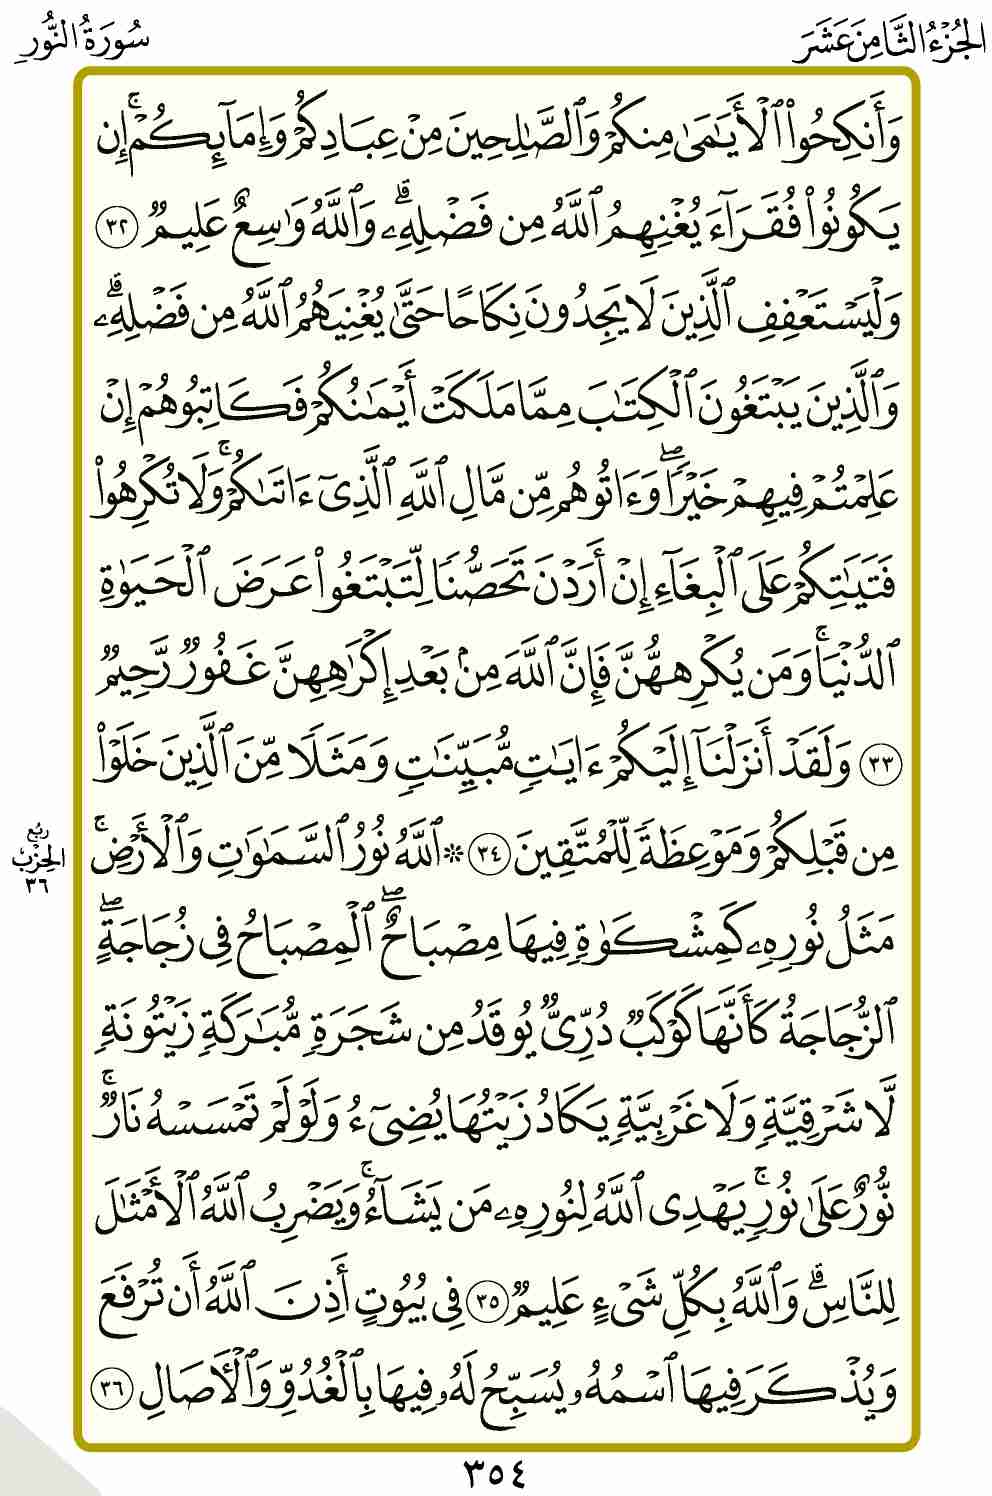 الجُزْءُ الثَّامِنَ عَشَرَ
سُورَةُ النُّورِ
وَأَنكِحُوا۟ ٱلْأَيَـٰمَىٰ مِنكُمْ وَٱلصَّـٰلِحِينَ مِنْ عِبَادِكُمْ وَإِمَآئِكُمْ ۚ إِن
يَكُونُوا۟ فُقَرَآءَ يُغْنِهِمُ ٱللَّهُ مِن فَضْلِهِۦ ۗ وَٱللَّهُ وَٰسِعٌ عَلِيمٌ ٣٢
وَلْيَسْتَعْفِفِ ٱلَّذِينَ لَا يَجِدُونَ نِكَاحًا حَتَّىٰ يُغْنِيَهُمُ ٱللَّهُ مِن فَضْلِهِۦ ۗ
وَٱلَّذِينَ يَبْتَغُونَ ٱلْكِتَـٰبَ مِمَّا مَلَكَتْ أَيْمَـٰنُكُمْ فَكَاتِبُوهُمْ إِنْ
عَلِمْتُمْ فِيهِمْ خَيْرًا ۖ وَءَاتُوهُم مِّن مَّالِ ٱللَّهِ ٱلَّذِىٓ ءَاتَىٰكُمْ ۚ وَلَا تُكْرِهُوا۟
فَتَيَـٰتِكُمْ عَلَى ٱلْبِغَآءِ إِنْ أَرَدْنَ تَحَصُّنًا لِّتَبْتَغُوا۟ عَرَضَ ٱلْحَيَوٰةِ
ٱلدُّنْيَا ۚ وَمَن يُكْرِههُّنَّ فَإِنَّ ٱللَّهَ مِنۢ بَعْدِ إِكْرَٰهِهِنَّ غَفُورٌ رَّحِيمٌ
٣٣ وَلَقَدْ أَنزَلْنَآ إِلَيْكُمْ ءَايَـٰتٍ مُّبَيِّنَـٰتٍ وَمَثَلًا مِّنَ ٱلَّذِينَ خَلَوْا۟
مِن قَبْلِكُمْ وَمَوْعِظَةً لِّلْمُتَّقِينَ ٣٤ ۞ ٱللَّهُ نُورُ ٱلسَّمَـٰوَٰتِ وَٱلْأَرْضِ ۚ
رُبْع
الحِزْب
٣٦
مَثَلُ نُورِهِۦ كَمِشْكَوٰةٍ فِيهَا مِصْبَاحٌ ۖ ٱلْمِصْبَاحُ فِى زُجَاجَةٍ ۖ
ٱلزُّجَاجَةُ كَأَنَّهَا كَوْكَبٌ دُرِّىٌّ يُوقَدُ مِن شَجَرَةٍ مُّبَـٰرَكَةٍ زَيْتُونَةٍ
لَّا شَرْقِيَّةٍ وَلَا غَرْبِيَّةٍ يَكَادُ زَيْتُهَا يُضِىٓءُ وَلَوْ لَمْ تَمْسَسْهُ نَارٌ ۚ
نُّورٌ عَلَىٰ نُورٍ ۗ يَهْدِى ٱللَّهُ لِنُورِهِۦ مَن يَشَآءُ ۚ وَيَضْرِبُ ٱللَّهُ ٱلْأَمْثَـٰلَ
لِلنَّاسِ ۗ وَٱللَّهُ بِكُلِّ شَىْءٍ عَلِيمٌ ٣٥ فِى بُيُوتٍ أَذِنَ ٱللَّهُ أَن تُرْفَعَ
وَيُذْكَرَ فِيهَا ٱسْمُهُۥ يُسَبِّحُ لَهُۥ فِيهَا بِٱلْغُدُوِّ وَٱلْـَٔاصَالِ ٣٦
٣٥٤